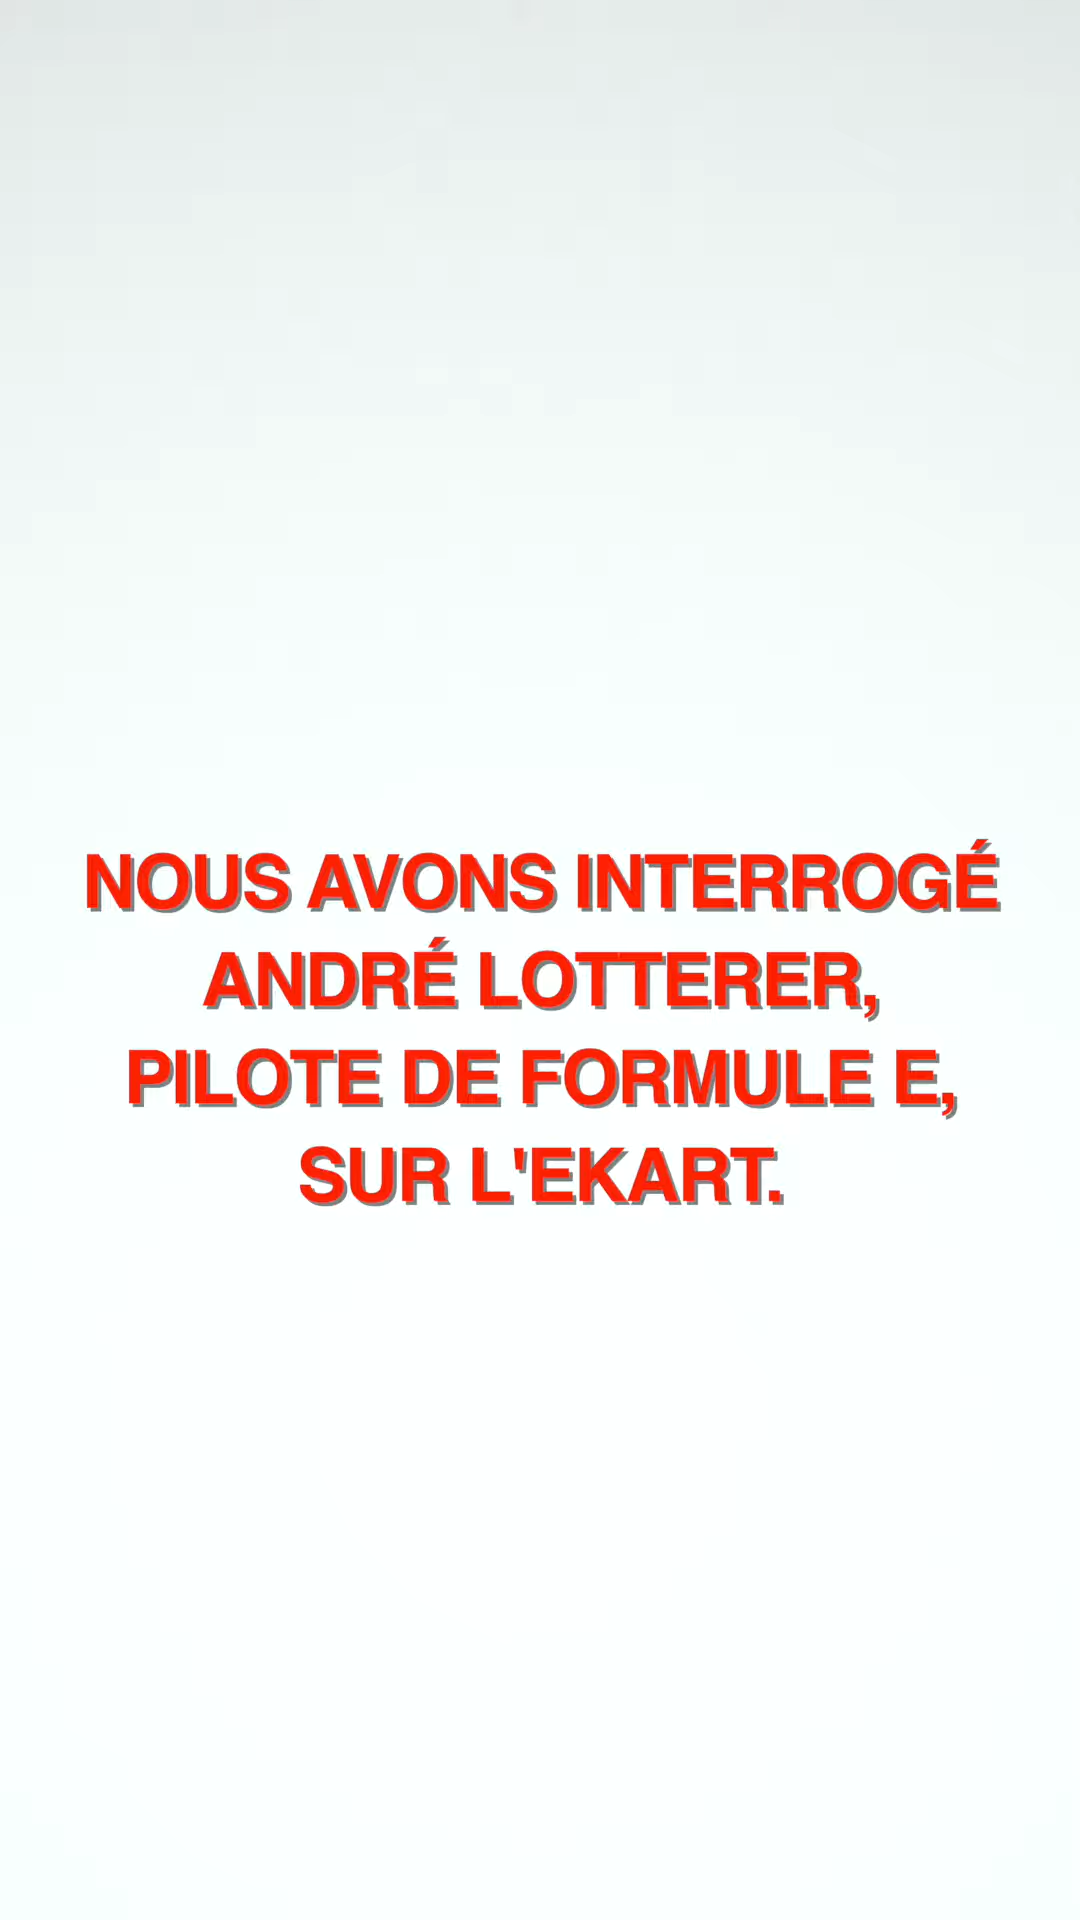 NOUS AVONS INTERROGÉ
ANDRÉ LOTTERER,
PILOTE DE FORMULE E,
SUR L'EKART.